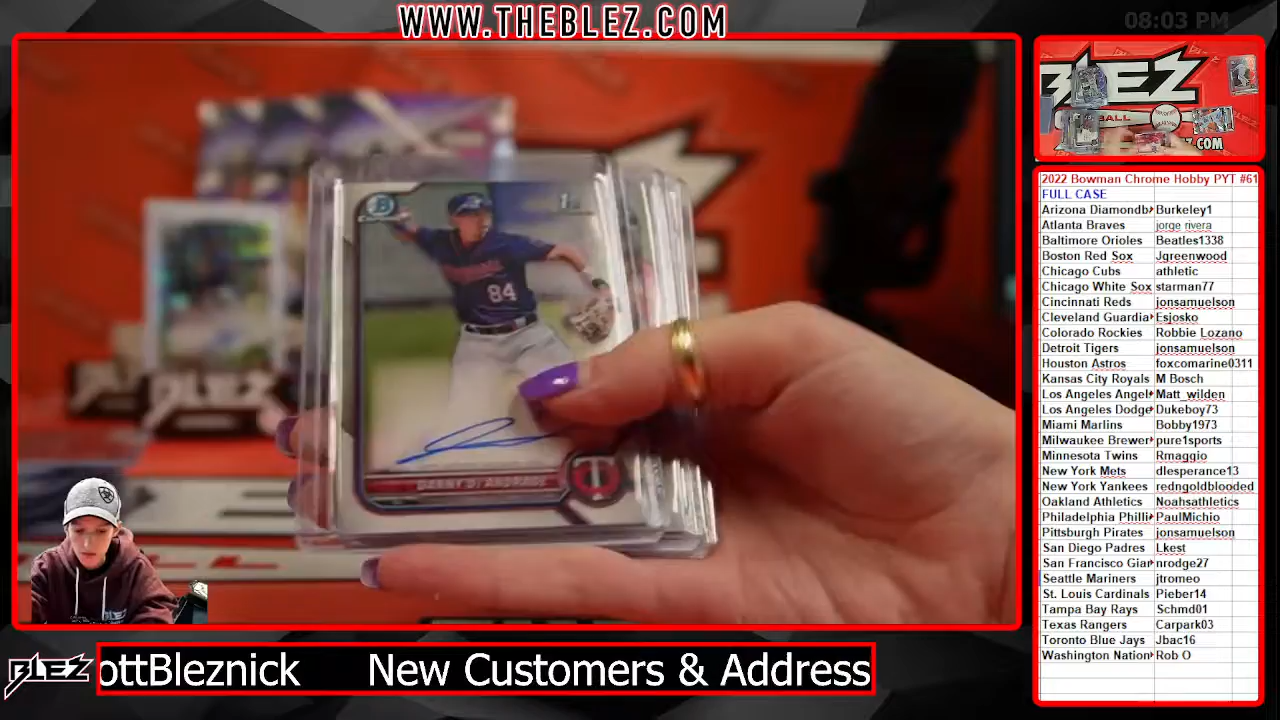 WWW.THEBLEZ.COM
08:03 PM
BLEZ
.COM
1st
84
DANNY DE ANDRADE
BLEZ
2022 Bowman Chrome Hobby PYT #61
FULL CASE
Arizona Diamondb Burkeley1
Atlanta Braves jorge rivera
Baltimore Orioles Beatles1338
Boston Red Sox Jgreenwood
Chicago Cubs athletic
Chicago White Sox starman77
Cincinnati Reds jonsamuelson
Cleveland Guardia Esjosko
Colorado Rockies Robbie Lozano
Detroit Tigers jonsamuelson
Houston Astros foxcomarine0311
Kansas City Royals M Bosch
Los Angeles Angel Matt_wilden
Los Angeles Dodge Dukeboy73
Miami Marlins Bobby1973
Milwaukee Brewer pure1sports
Minnesota Twins Rmaggio
New York Mets dlesperance13
New York Yankees redngoldblooded
Oakland Athletics Noahsathletics
Philadelphia Philli PaulMichio
Pittsburgh Pirates jonsamuelson
San Diego Padres Lkest
San Francisco Gian nrodge27
Seattle Mariners jtromeo
St. Louis Cardinals Pieber14
Tampa Bay Rays Schmd01
Texas Rangers Carpark03
Toronto Blue Jays Jbac16
Washington Nation Rob O
BLEZ
ottBleznick New Customers & Address